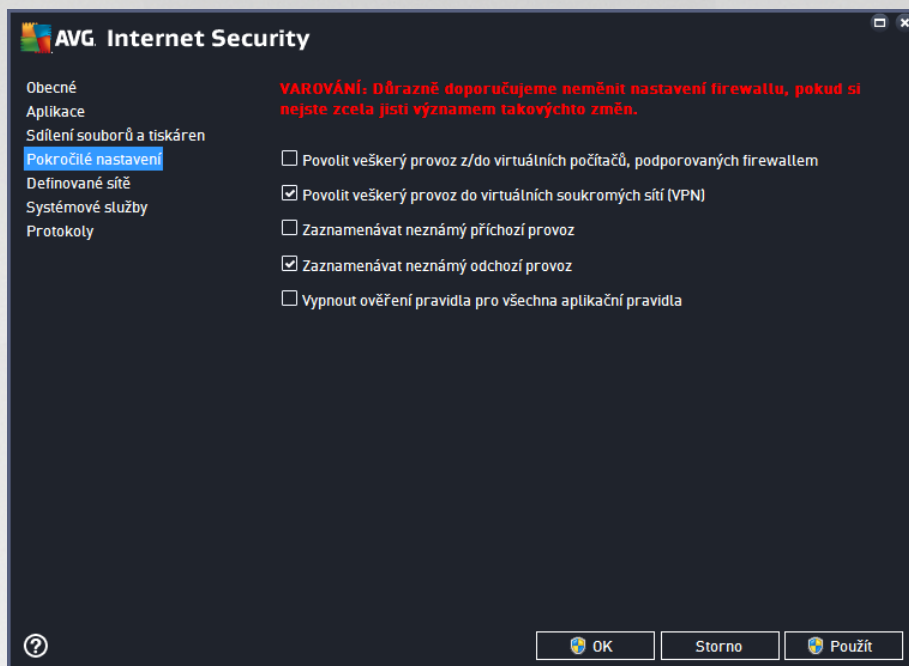 AVG Internet Security
Obecné
Aplikace
Sdílení souborů a tiskáren
Pokročilé nastavení
Definované sítě
Systémové služby
Protokoly
VAROVÁNÍ: Důrazně doporučujeme neměnit nastavení firewallu, pokud si
nejste zcela jisti významem takovýchto změn.
Povolit veškerý provoz z/do virtuálních počítačů, podporovaných firewallem
Povolit veškerý provoz do virtuálních soukromých sítí (VPN)
Zaznamenávat neznámý příchozí provoz
Zaznamenávat neznámý odchozí provoz
Vypnout ověření pravidla pro všechna aplikační pravidla
?
OK
Storno
Použít